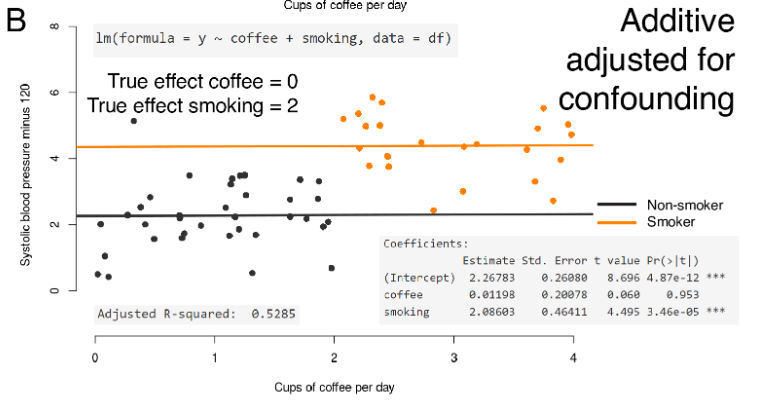 Cups of coffee per day
B
Additive
adjusted for
confounding
lm(formula = y ~ coffee + smoking, data = df)
True effect coffee = 0
True effect smoking = 2
Systolic blood pressure minus 120
8
6
4
2
0
Non-smoker
Smoker
Coefficients:
Estimate Std. Error t value Pr(>|t|)
(Intercept) 2.26783 0.26080 8.696 4.87e-12 ***
coffee 0.01198 0.20078 0.060 0.953
smoking 2.08603 0.46411 4.495 3.46e-05 ***
Adjusted R-squared: 0.5285
0 1 2 3 4
Cups of coffee per day